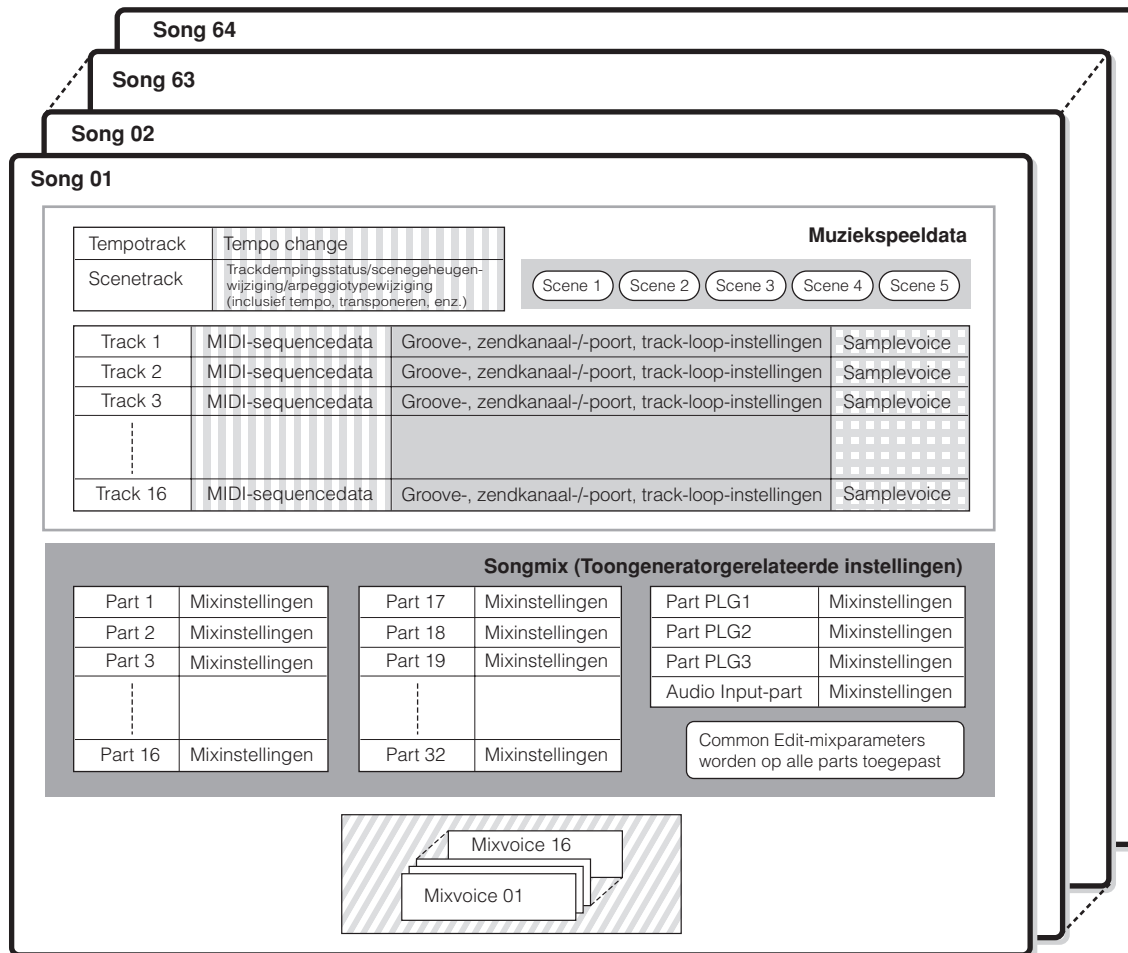 Song 64
Song 63
Song 02
Song 01
Muziekspeeldata
Tempotrack Tempo change
Scenetrack Trackdempingsstatus/scenegeheugen-
wijziging/arpeggiotypewijziging
(inclusief tempo, transponeren, enz.)
Scene 1 Scene 2 Scene 3 Scene 4 Scene 5
Track 1 MIDI-sequencedata Groove-, zendkanaal-/-poort, track-loop-instellingen Samplevoice
Track 2 MIDI-sequencedata Groove-, zendkanaal-/-poort, track-loop-instellingen Samplevoice
Track 3 MIDI-sequencedata Groove-, zendkanaal-/-poort, track-loop-instellingen Samplevoice
Track 16 MIDI-sequencedata Groove-, zendkanaal-/-poort, track-loop-instellingen Samplevoice
Songmix (Toongeneratorgerelateerde instellingen)
Part 1 Mixinstellingen Part 17 Mixinstellingen Part PLG1 Mixinstellingen
Part 2 Mixinstellingen Part 18 Mixinstellingen Part PLG2 Mixinstellingen
Part 3 Mixinstellingen Part 19 Mixinstellingen Part PLG3 Mixinstellingen
Audio Input-part Mixinstellingen
Part 16 Mixinstellingen Part 32 Mixinstellingen
Common Edit-mixparameters
worden op alle parts toegepast
Mixvoice 16
Mixvoice 01